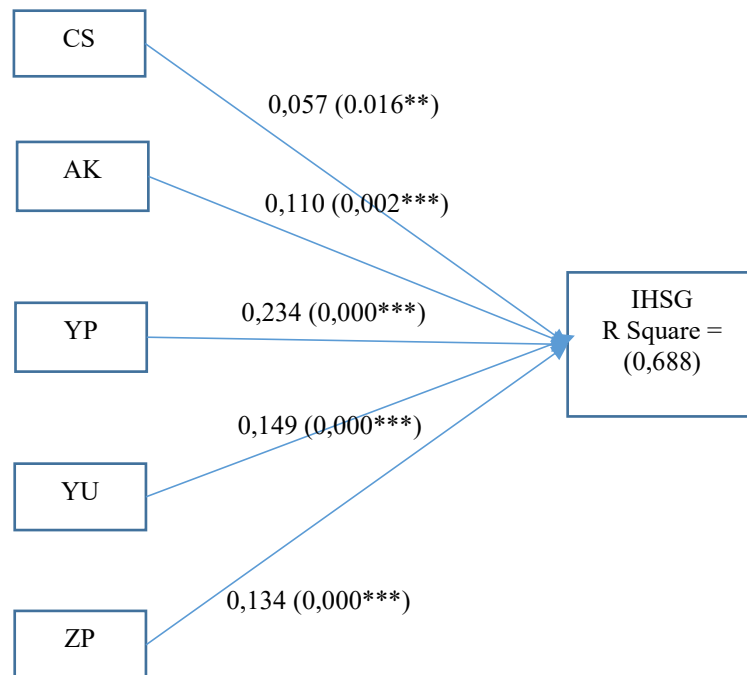 CS
0,057 (0.016**)
AK
0,110 (0,002***)
YP
0,234 (0,000***)
IHSG
R Square =
(0,688)
0,149 (0,000***)
YU
0,134 (0,000***)
ZP